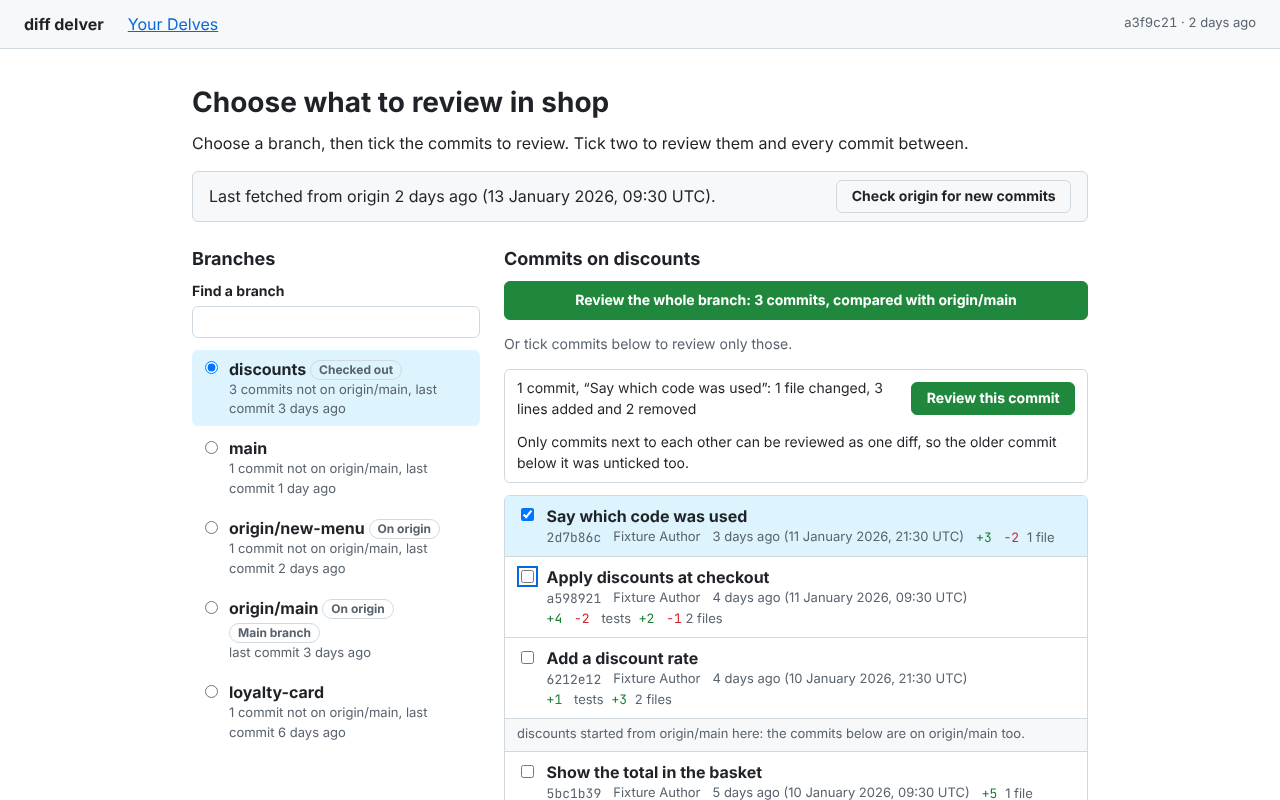 diff delver Your Delves a3f9c21 · 2 days ago
Choose what to review in shop
Choose a branch, then tick the commits to review. Tick two to review them and every commit between.
Last fetched from origin 2 days ago (13 January 2026, 09:30 UTC). Check origin for new commits
Branches
Find a branch
discounts Checked out
3 commits not on origin/main, last
commit 3 days ago
main
1 commit not on origin/main, last
commit 1 day ago
origin/new-menu On origin
1 commit not on origin/main, last
commit 2 days ago
origin/main On origin
Main branch
last commit 3 days ago
loyalty-card
1 commit not on origin/main, last
commit 6 days ago
Commits on discounts
Review the whole branch: 3 commits, compared with origin/main
Or tick commits below to review only those.
1 commit, “Say which code was used”: 1 file changed, 3
lines added and 2 removed
Review this commit
Only commits next to each other can be reviewed as one diff, so the older commit
below it was unticked too.
Say which code was used
2d7b86c Fixture Author 3 days ago (11 January 2026, 21:30 UTC) +3 -2 1 file
Apply discounts at checkout
a598921 Fixture Author 4 days ago (11 January 2026, 09:30 UTC)
+4 -2 tests +2 -1 2 files
Add a discount rate
6212e12 Fixture Author 4 days ago (10 January 2026, 21:30 UTC)
+1 tests +3 2 files
discounts started from origin/main here: the commits below are on origin/main too.
Show the total in the basket
5bc1b39 Fixture Author 5 days ago (10 January 2026, 09:30 UTC) +5 1 file